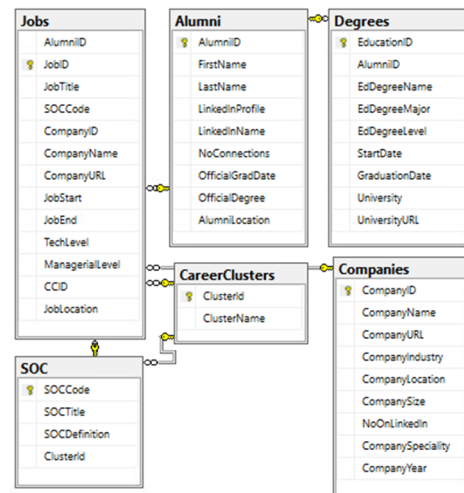 Jobs
AlumniID
JobID
JobTitle
SOCCode
CompanyID
CompanyName
CompanyURL
JobStart
JobEnd
TechLevel
ManagerialLevel
CCID
JobLocation
Alumni
AlumniID
FirstName
LastName
LinkedInProfile
LinkedInName
NoConnections
OfficialGradDate
OfficialDegree
AlumniLocation
Degrees
EducationID
AlumniID
EdDegreeName
EdDegreeMajor
EdDegreeLevel
StartDate
GraduationDate
University
UniversityURL
CareerClusters
ClusterId
ClusterName
Companies
CompanyID
CompanyName
CompanyURL
CompanyIndustry
CompanyLocation
CompanySize
NoOnLinkedIn
CompanySpeciality
CompanyYear
SOC
SOCCode
SOCTitle
SOCDefinition
ClusterId